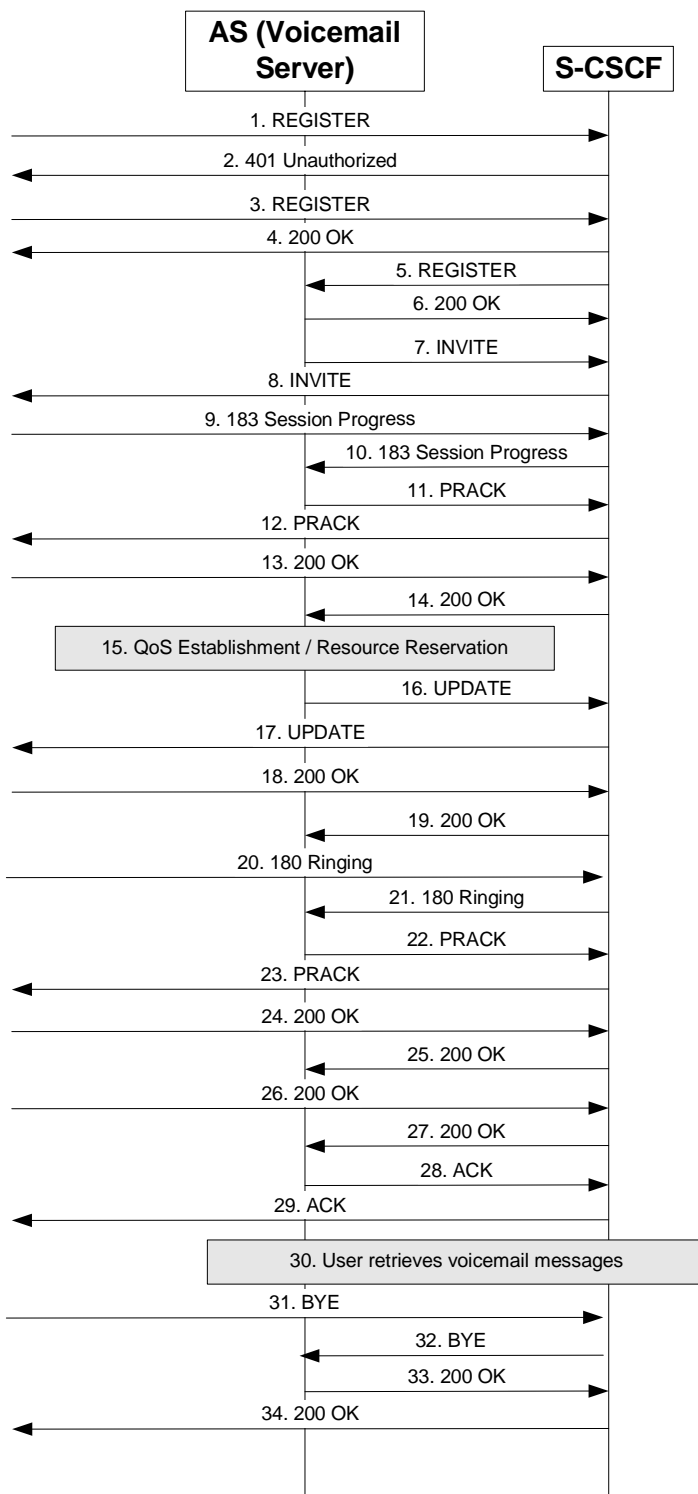 AS (Voicemail
Server)
S-CSCF
1. REGISTER
2. 401 Unauthorized
3. REGISTER
4. 200 OK
5. REGISTER
6. 200 OK
7. INVITE
8. INVITE
9. 183 Session Progress
10. 183 Session Progress
11. PRACK
12. PRACK
13. 200 OK
14. 200 OK
15. QoS Establishment / Resource Reservation
16. UPDATE
17. UPDATE
18. 200 OK
19. 200 OK
20. 180 Ringing
21. 180 Ringing
22. PRACK
23. PRACK
24. 200 OK
25. 200 OK
26. 200 OK
27. 200 OK
28. ACK
29. ACK
30. User retrieves voicemail messages
31. BYE
32. BYE
33. 200 OK
34. 200 OK